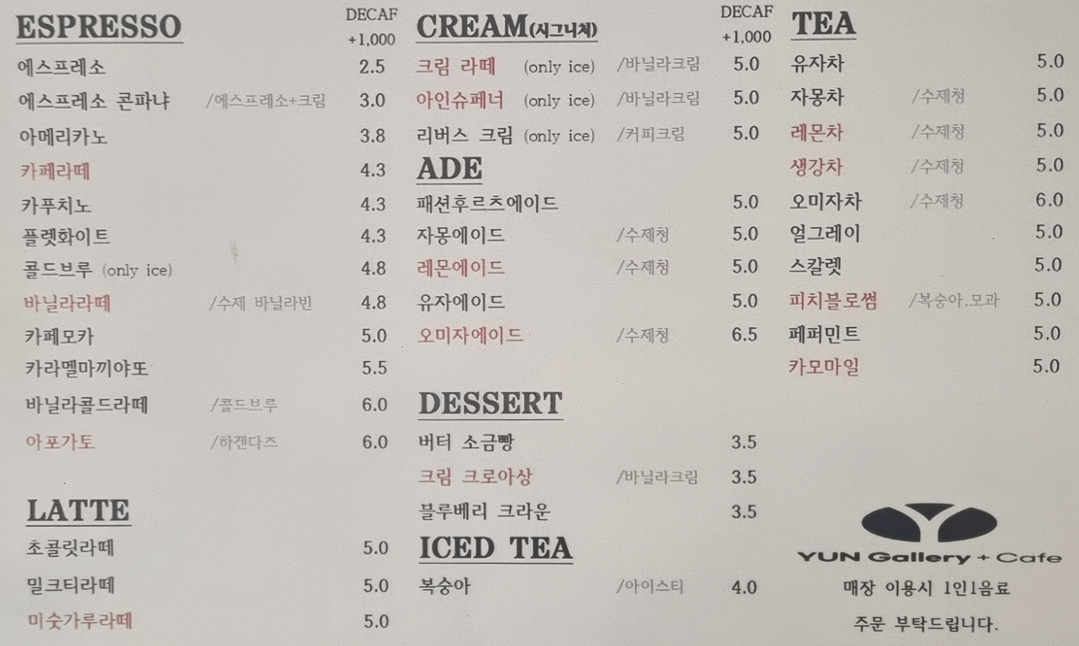 ESPRESSO
DECAF
+1,000
에스프레소 2.5
에스프레소 콘파냐 /에스프레소+크림 3.0
아메리카노 3.8
카페라떼 4.3
카푸치노 4.3
플렛화이트 4.3
콜드브루 (only ice) 4.8
바닐라라떼 /수제 바닐라빈 4.8
카페모카 5.0
카라멜마끼야또 5.5
바닐라콜드라떼 /콜드브루 6.0
아포가토 /하겐다즈 6.0
LATTE
초콜릿라떼 5.0
밀크티라떼 5.0
미숫가루라떼 5.0
CREAM(시그니처)
DECAF
+1,000
크림 라떼 (only ice) /바닐라크림 5.0
아인슈페너 (only ice) /바닐라크림 5.0
리버스 크림 (only ice) /커피크림 5.0
ADE
패션후르츠에이드 5.0
자몽에이드 /수제청 5.0
레몬에이드 /수제청 5.0
유자에이드 5.0
오미자에이드 /수제청 6.5
DESSERT
버터 소금빵 3.5
크림 크로아상 /바닐라크림 3.5
블루베리 크라운 3.5
ICED TEA
복숭아 /아이스티 4.0
TEA
유자차 5.0
자몽차 /수제청 5.0
레몬차 /수제청 5.0
생강차 /수제청 5.0
오미자차 /수제청 6.0
얼그레이 5.0
스칼렛 5.0
피치블로썸 /복숭아,모과 5.0
페퍼민트 5.0
카모마일 5.0
YUN Gallery + Cafe
매장 이용시 1인1음료
주문 부탁드립니다.